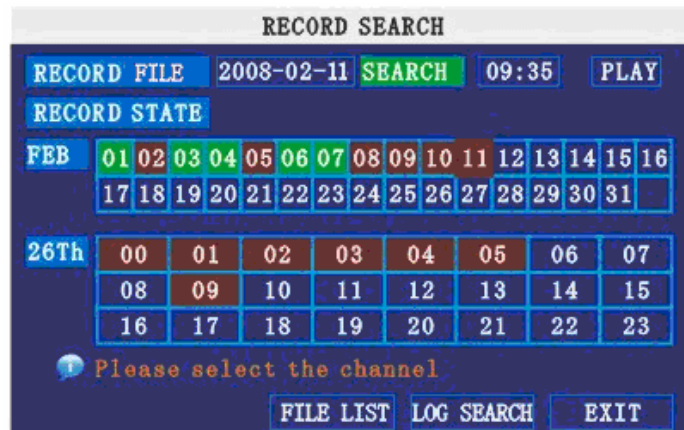 RECORD SEARCH
RECORD FILE 2008-02-11 SEARCH 09:35 PLAY
RECORD STATE
FEB 01 02 03 04 05 06 07 08 09 10 11 12 13 14 15 16
17 18 19 20 21 22 23 24 25 26 27 28 29 30 31
26Th 00 01 02 03 04 05 06 07
08 09 10 11 12 13 14 15
16 17 18 19 20 21 22 23
Please select the channel
FILE LIST LOG SEARCH EXIT